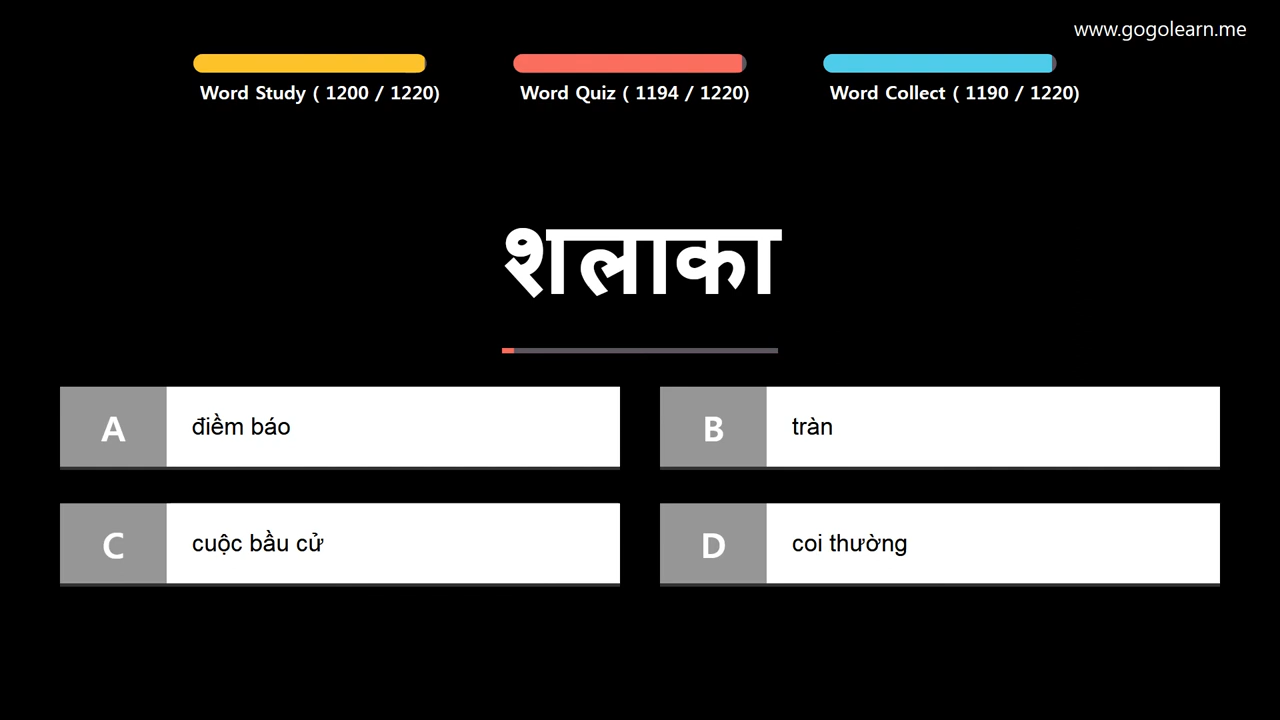 www.gogolearn.me
Word Study ( 1200 / 1220)
Word Quiz ( 1194 / 1220)
Word Collect ( 1190 / 1220)
शलाका
A
điềm báo
B
tràn
C
cuộc bầu cử
D
coi thường